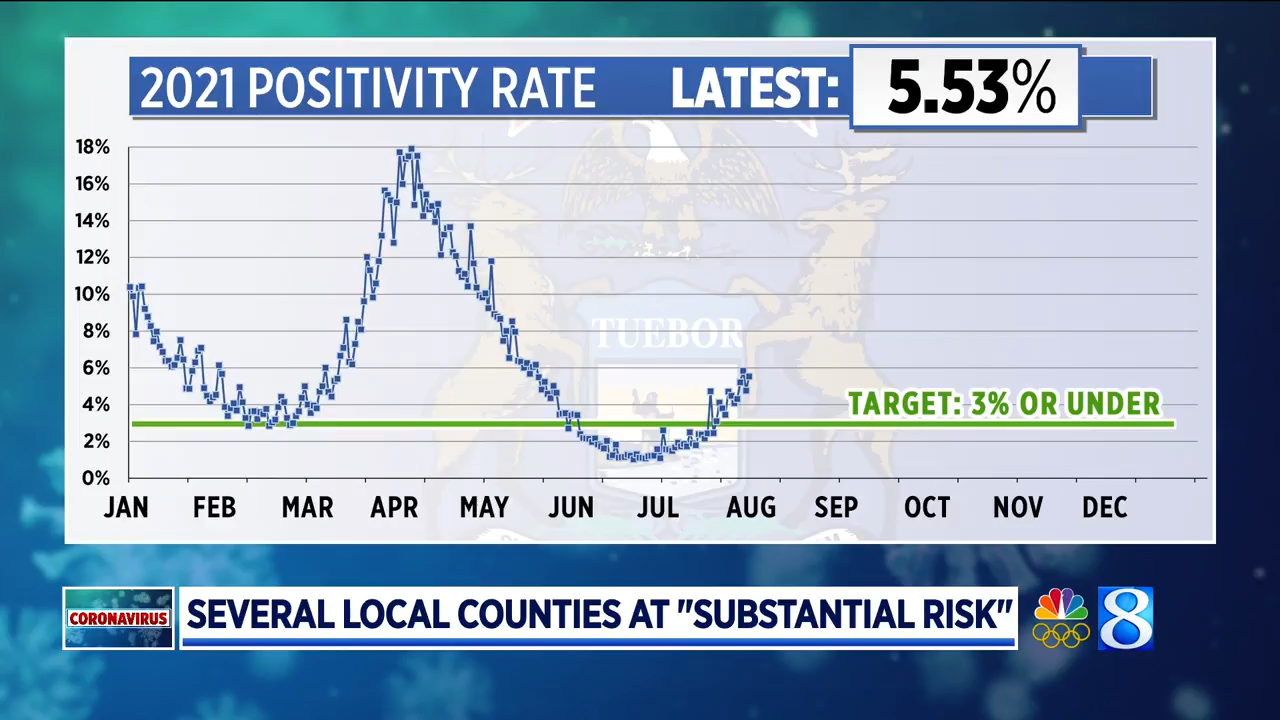 2021 POSITIVITY RATE LATEST: 5.53%
18%
16%
14%
12%
10%
8%
6%
4%
2%
0%
TUEBOR
TARGET: 3% OR UNDER
JAN FEB MAR APR MAY JUN JUL AUG SEP OCT NOV DEC
CORONAVIRUS
SEVERAL LOCAL COUNTIES AT "SUBSTANTIAL RISK"
8